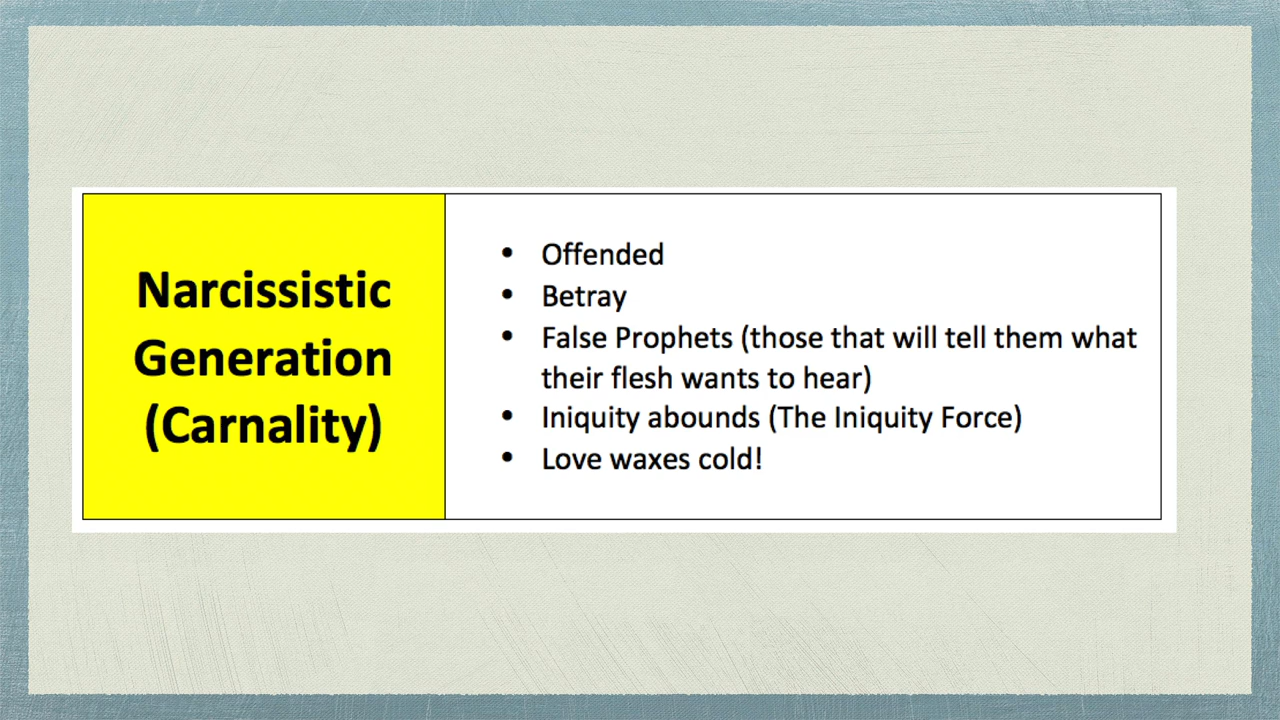 Narcissistic
Generation
(Carnality)
• Offended
• Betray
• False Prophets (those that will tell them what
their flesh wants to hear)
• Iniquity abounds (The Iniquity Force)
• Love waxes cold!